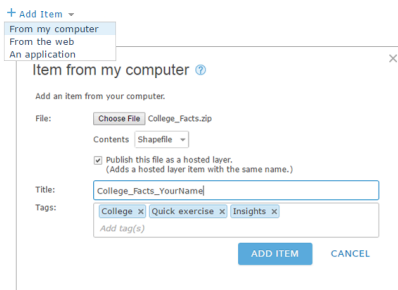 + Add Item
From my computer
From the web
An application
Item from my computer ?
Add an item from your computer.
File: Choose File College_Facts.zip
Contents Shapefile
Publish this file as a hosted layer.
(Adds a hosted layer item with the same name.)
Title: College_Facts_YourName
Tags: College x Quick exercise x Insights x
Add tag(s)
ADD ITEM CANCEL